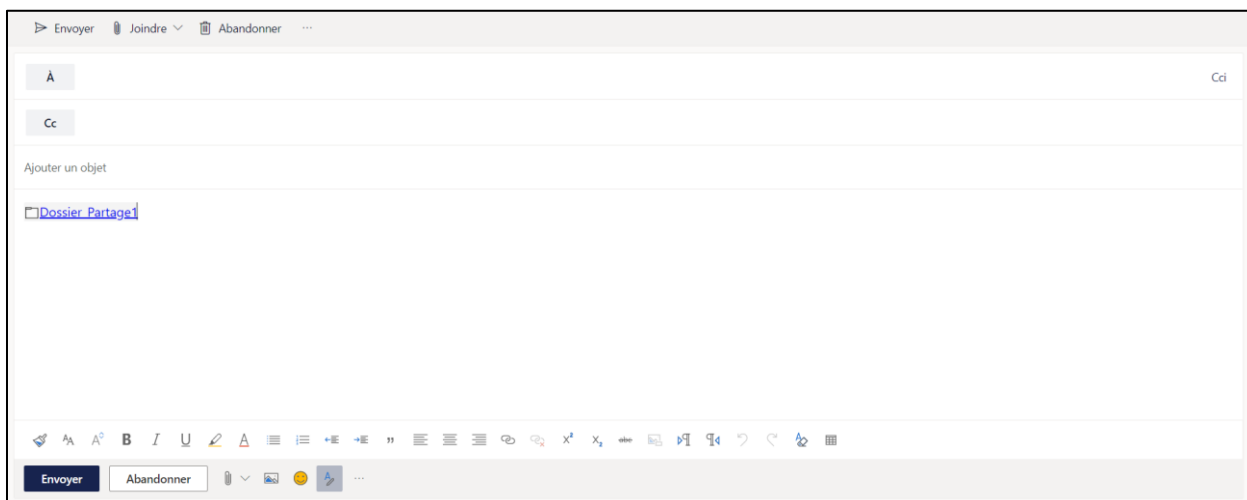 Envoyer Joindre Abandonner ...
À Cci
Cc
Ajouter un objet
Dossier Partage1
Envoyer Abandonner ...